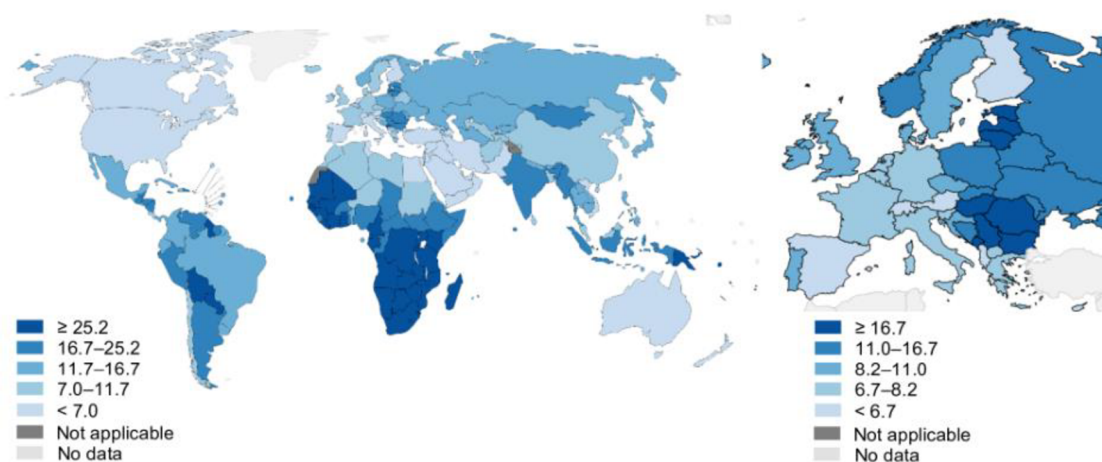 ≥ 25.2
16.7–25.2
11.7–16.7
7.0–11.7
< 7.0
Not applicable
No data
≥ 16.7
11.0–16.7
8.2–11.0
6.7–8.2
< 6.7
Not applicable
No data